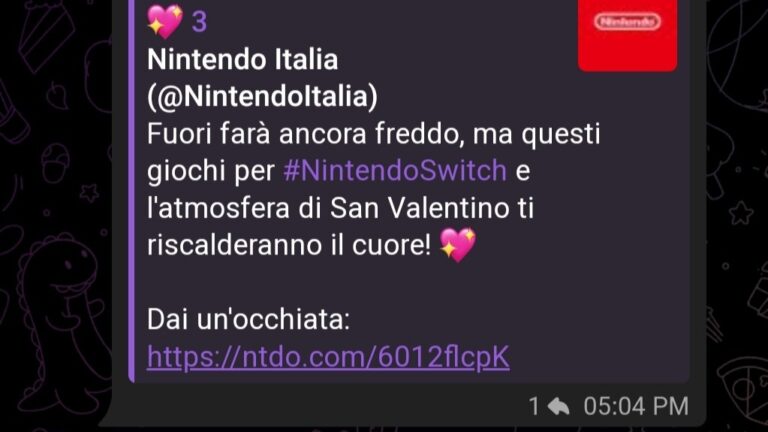 💖 3
Nintendo
Nintendo Italia
(@NintendoItalia)
Fuori farà ancora freddo, ma questi
giochi per #NintendoSwitch e
l'atmosfera di San Valentino ti
riscalderanno il cuore! 💖
Dai un'occhiata:
https://ntdo.com/6012flcpK
1 05:04 PM